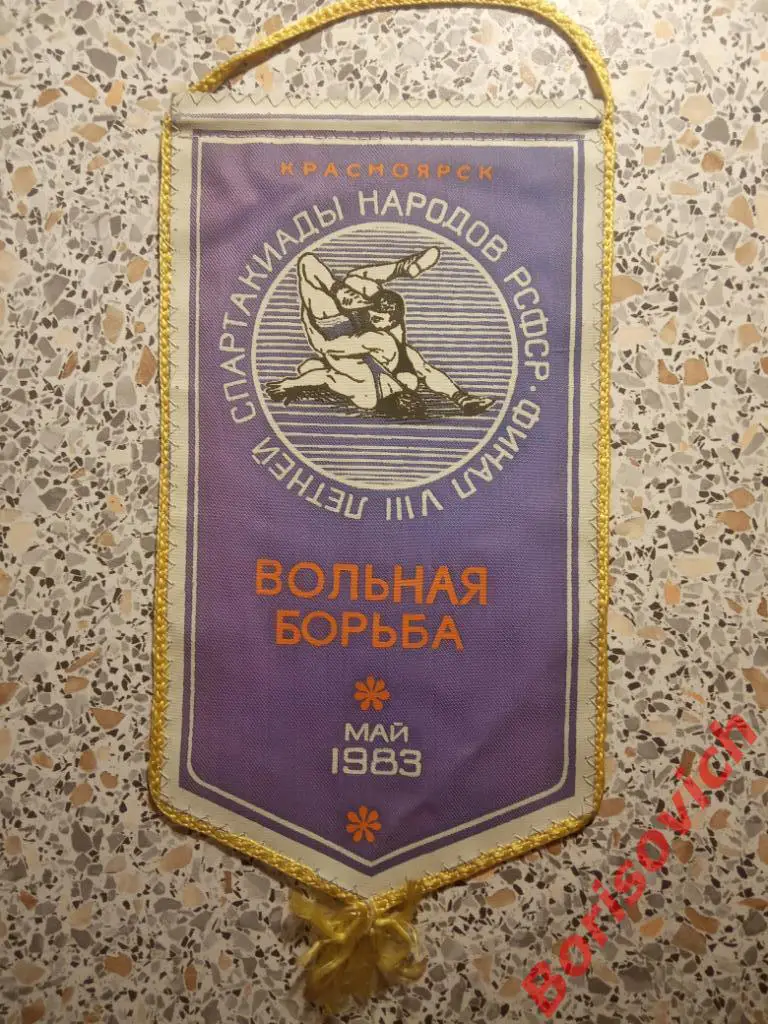 КРАСНОЯРСК
ФИНАЛ VIII ЛЕТНЕЙ СПАРТАКИАДЫ НАРОДОВ РСФСР ·
ВОЛЬНАЯ
БОРЬБА
МАЙ
1983
Borisovich